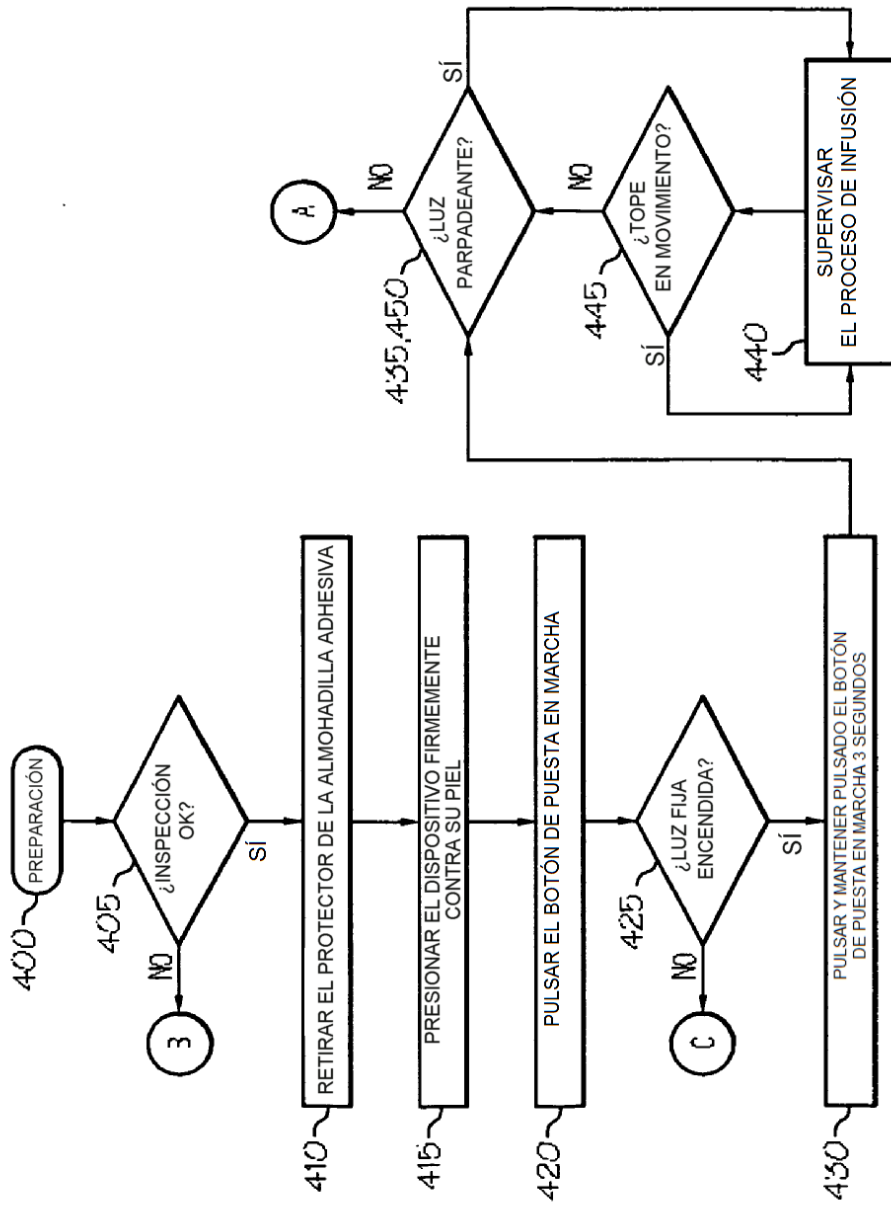 400
PREPARACIÓN
405
¿INSPECCIÓN
OK?
NO
3
SÍ
410
RETIRAR EL PROTECTOR DE LA ALMOHADILLA ADHESIVA
415
PRESIONAR EL DISPOSITIVO FIRMEMENTE
CONTRA SU PIEL
420
PULSAR EL BOTÓN DE PUESTA EN MARCHA
425
¿LUZ FIJA
ENCENDIDA?
NO
C
SÍ
430
PULSAR Y MANTENER PULSADO EL BOTÓN
DE PUESTA EN MARCHA 3 SEGUNDOS
A
NO
435,450
¿LUZ
PARPADEANTE?
SÍ
NO
445
¿TOPE
EN MOVIMIENTO?
SÍ
440
SUPERVISAR
EL PROCESO DE INFUSIÓN